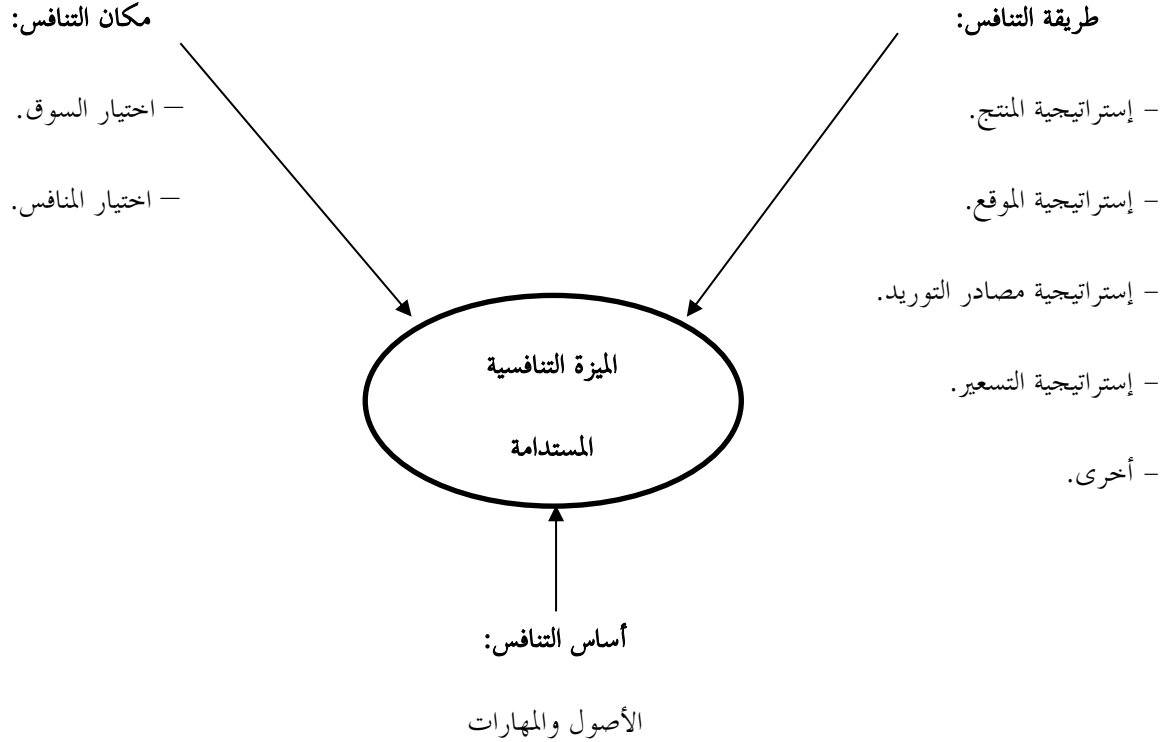 طريقة التنافس:
- إستراتيجية المنتج.
- إستراتيجية الموقع.
- إستراتيجية مصادر التوريد.
- إستراتيجية التسعير.
- أخرى.
مكان التنافس:
– اختيار السوق.
– اختيار المنافس.
الميزة التنافسية
المستدامة
أساس التنافس:
الأصول والمهارات